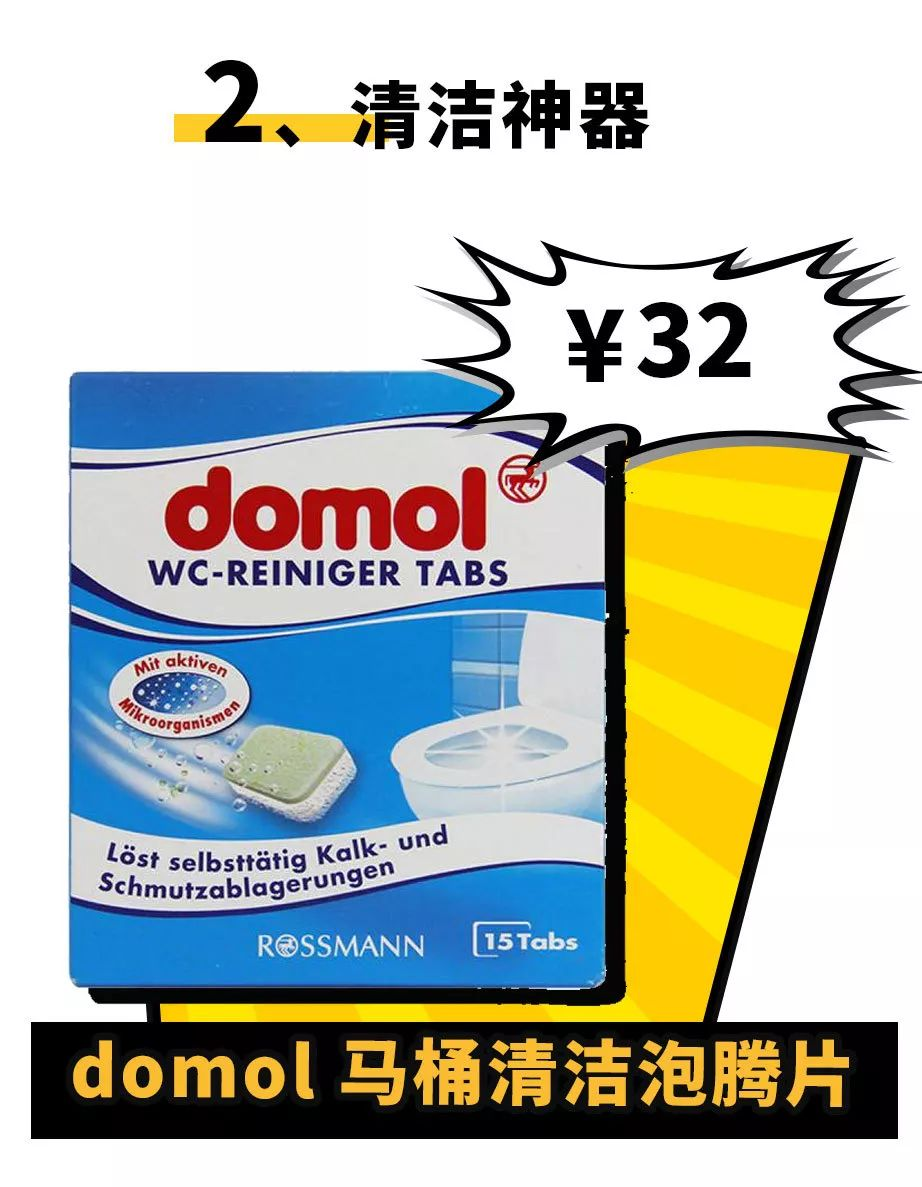 2、清洁神器
¥32
domol
WC-REINIGER TABS
Mit aktiven
Mikroorganismen
Löst selbsttätig Kalk- und
Schmutzablagerungen
ROSSMANN
15 Tabs
domol 马桶清洁泡腾片